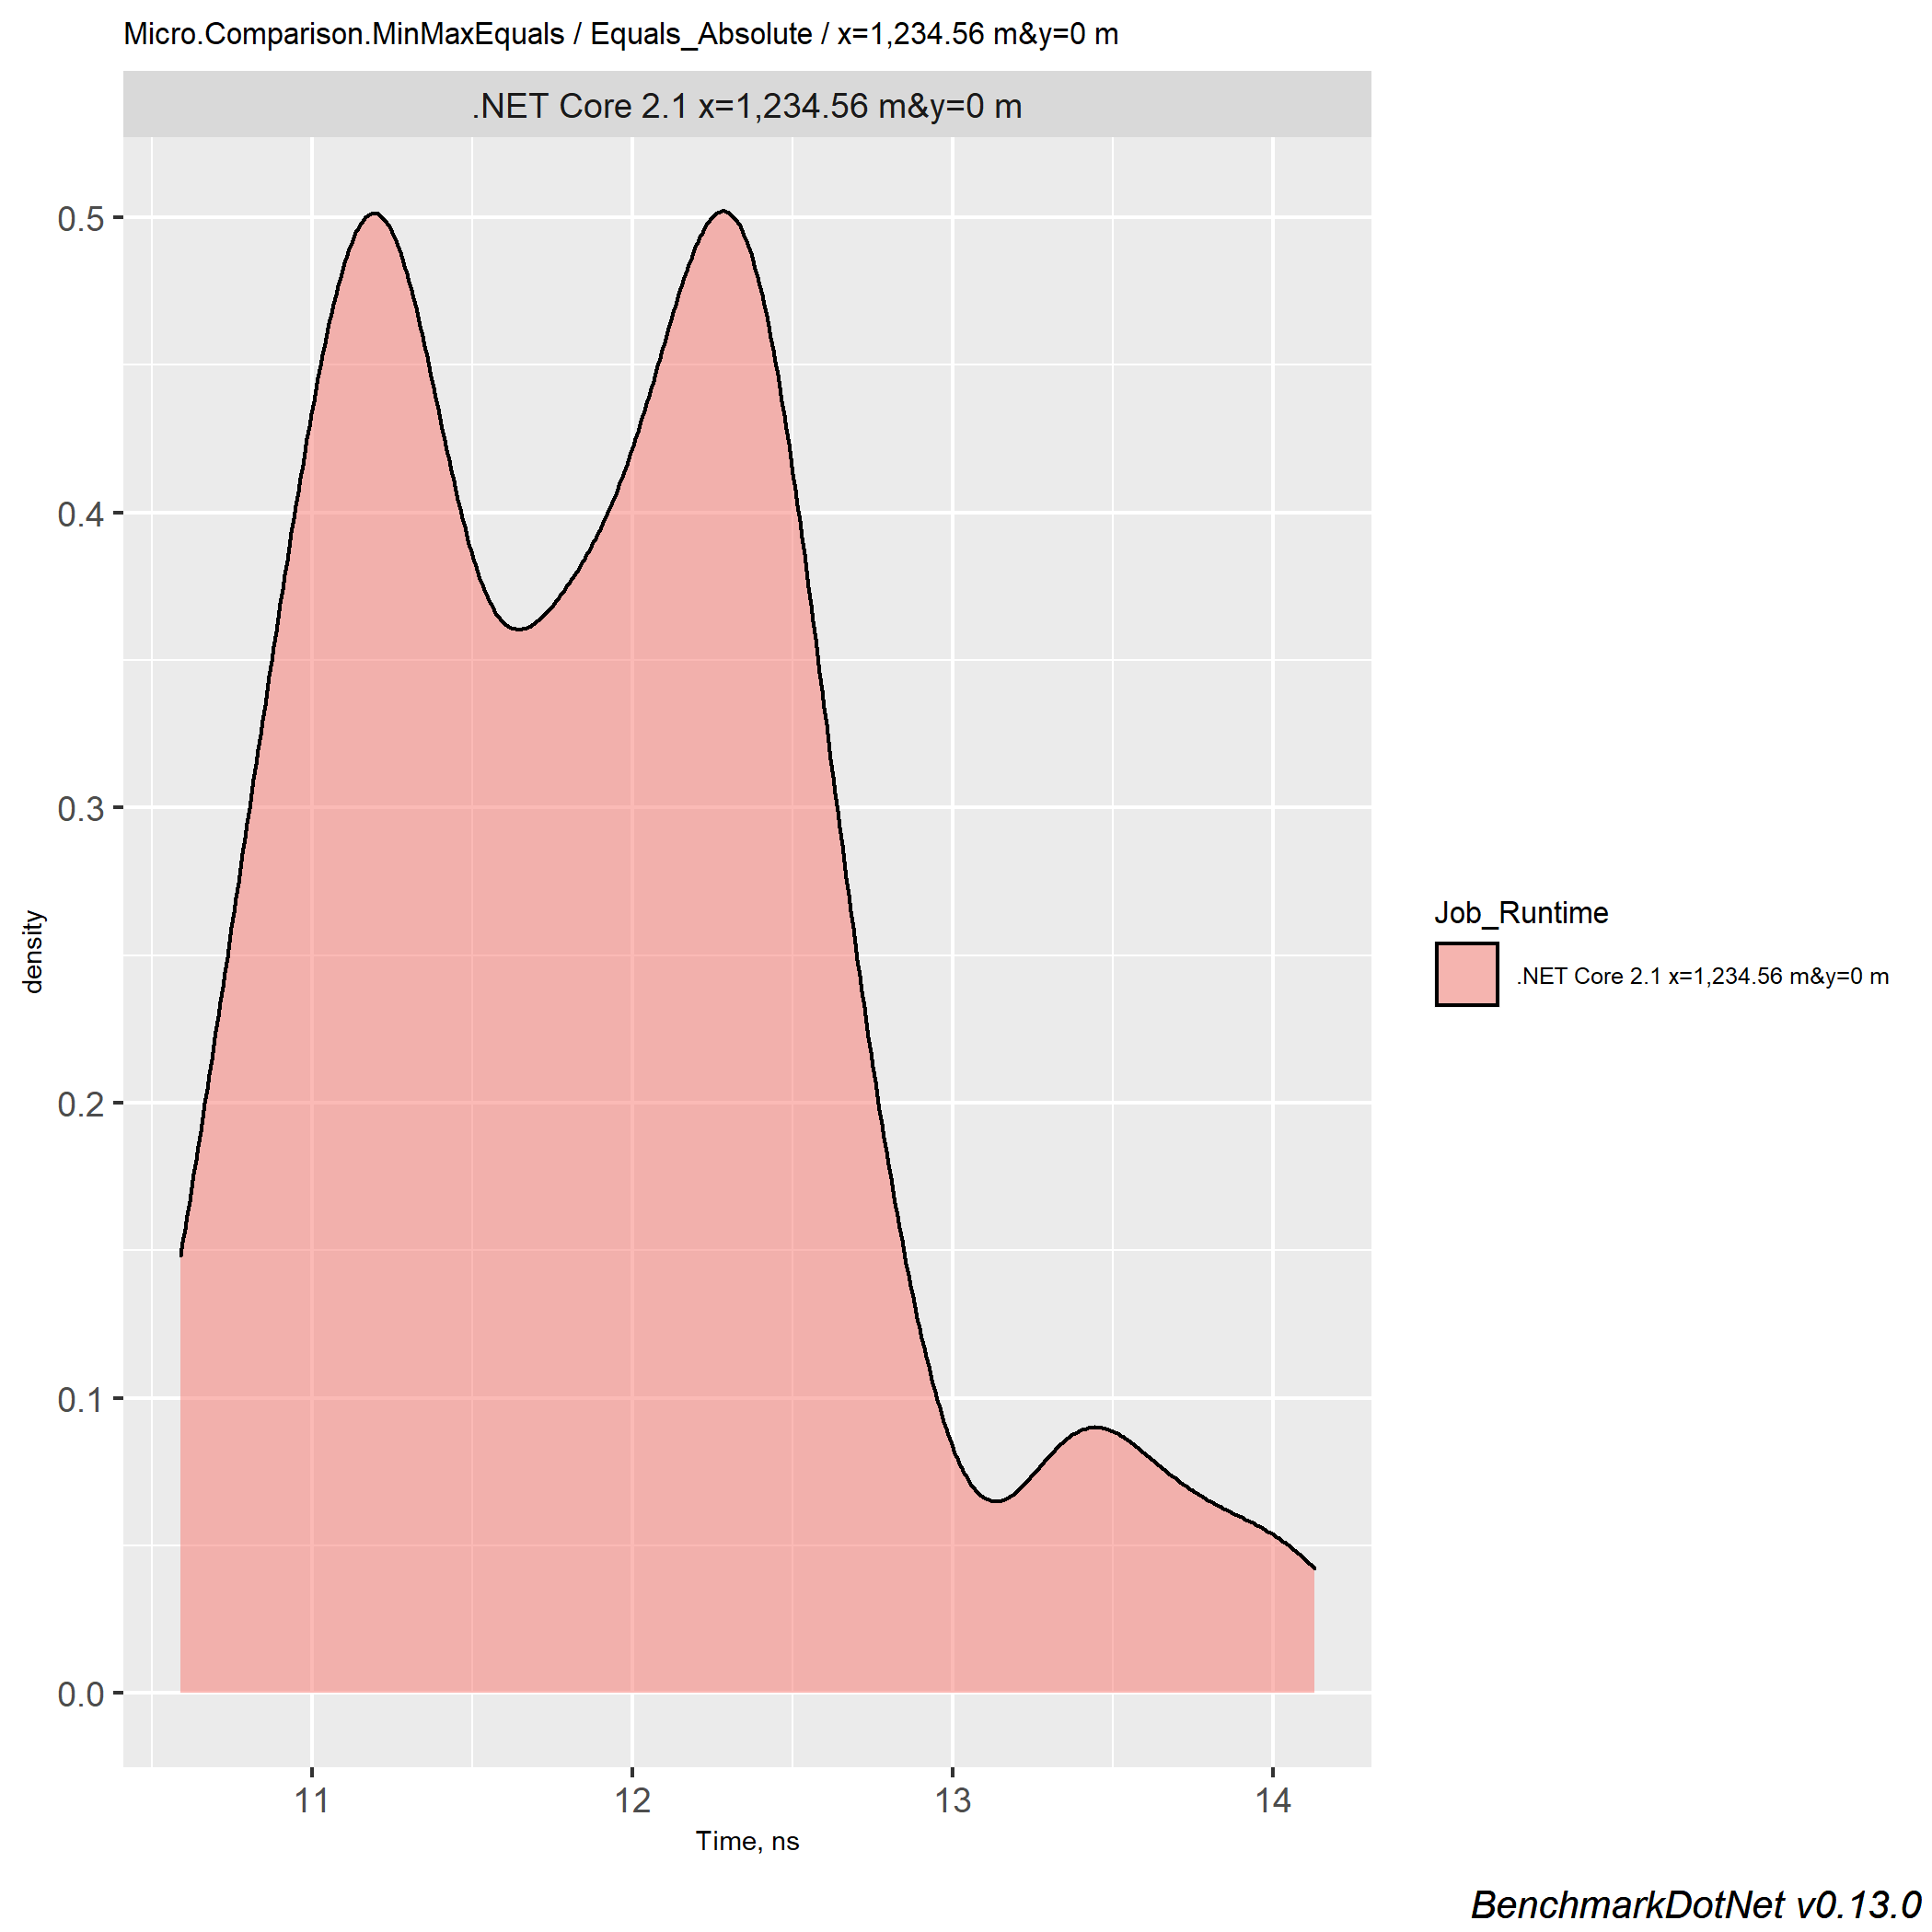 Micro.Comparison.MinMaxEquals / Equals_Absolute / x=1,234.56 m&y=0 m
.NET Core 2.1 x=1,234.56 m&y=0 m
0.5
0.4
0.3
0.2
0.1
0.0
density
11 12 13 14
Time, ns
Job_Runtime
.NET Core 2.1 x=1,234.56 m&y=0 m
BenchmarkDotNet v0.13.0